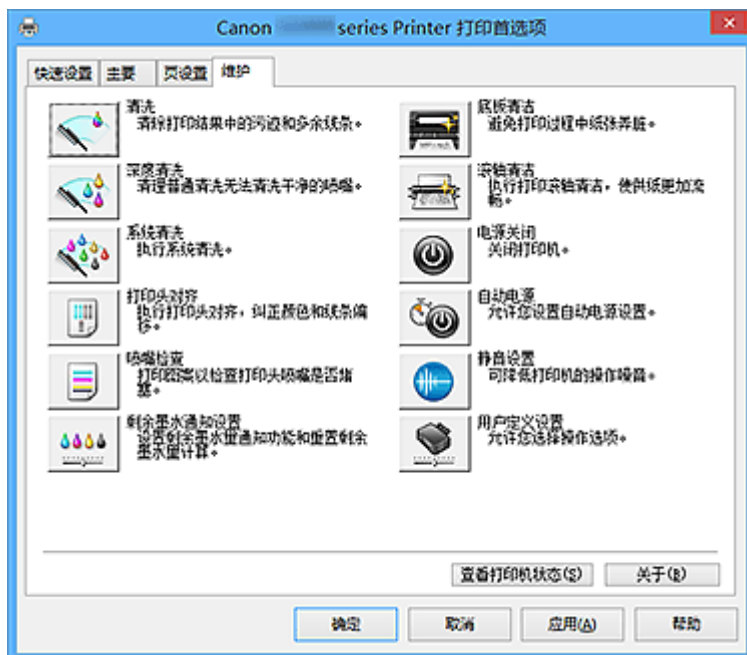 Canon series Printer 打印首选项
快速设置 主要 页设置 维护
清洗
清除打印结果中的污迹和多余线条。
深度清洗
清理普通清洗无法清洗干净的喷嘴。
系统清洗
执行系统清洗。
打印头对齐
执行打印头对齐，纠正颜色和线条偏
移。
喷嘴检查
打印图案以检查打印头喷嘴是否堵
塞。
剩余墨水通知设置
设置剩余墨水量通知功能和重置剩余
墨水量计算。
底板清洁
避免打印过程中纸张弄脏。
滚轴清洁
执行打印滚轴清洁，使供纸更加流
畅。
电源关闭
关闭打印机。
自动电源
允许您设置自动电源设置。
静音设置
可降低打印机的操作噪音。
用户定义设置
允许您选择操作选项。
查看打印机状态(S) 关于(B)
确定 取消 应用(A) 帮助